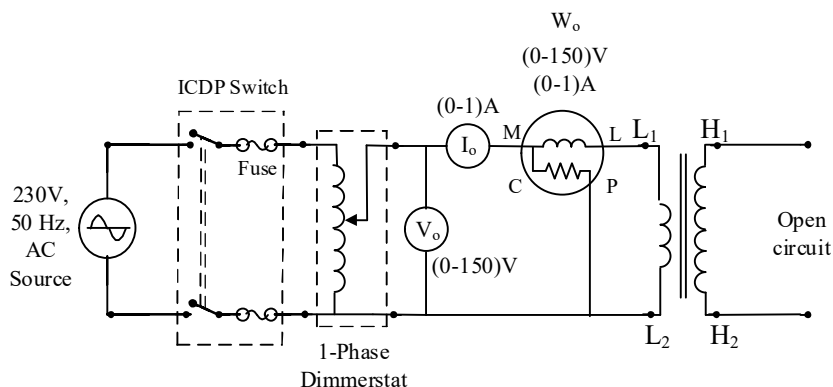 W₀
(0-150)V
(0-1)A
ICDP Switch
(0-1)A
M
L
L₁
H₁
Iₒ
Fuse
C
P
230V,
50 Hz,
AC
Source
Vₒ
(0-150)V
Open
circuit
L₂
H₂
1-Phase
Dimmerstat